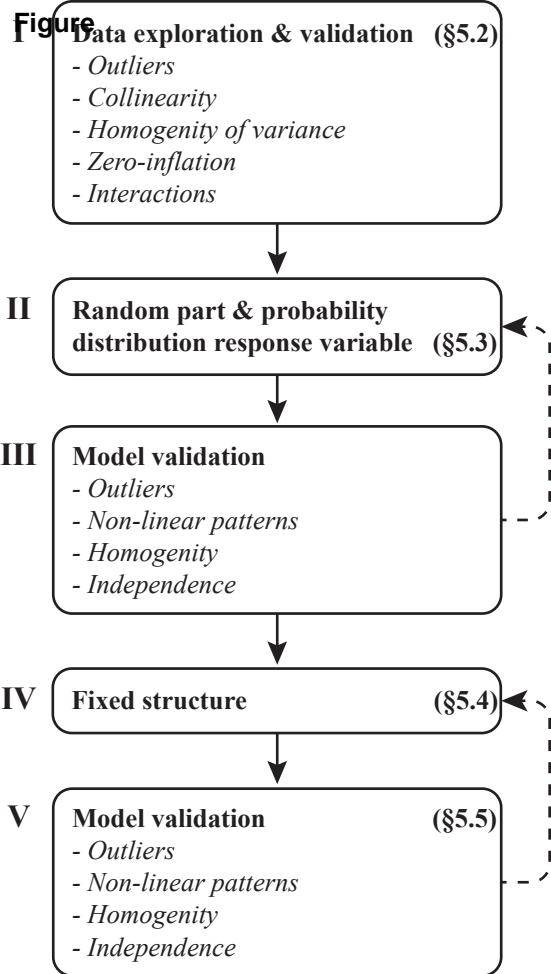 Figure
I Data exploration & validation (§5.2)
- Outliers
- Collinearity
- Homogenity of variance
- Zero-inflation
- Interactions
II Random part & probability
distribution response variable (§5.3)
III Model validation
- Outliers
- Non-linear patterns
- Homogenity
- Independence
IV Fixed structure (§5.4)
V Model validation (§5.5)
- Outliers
- Non-linear patterns
- Homogenity
- Independence